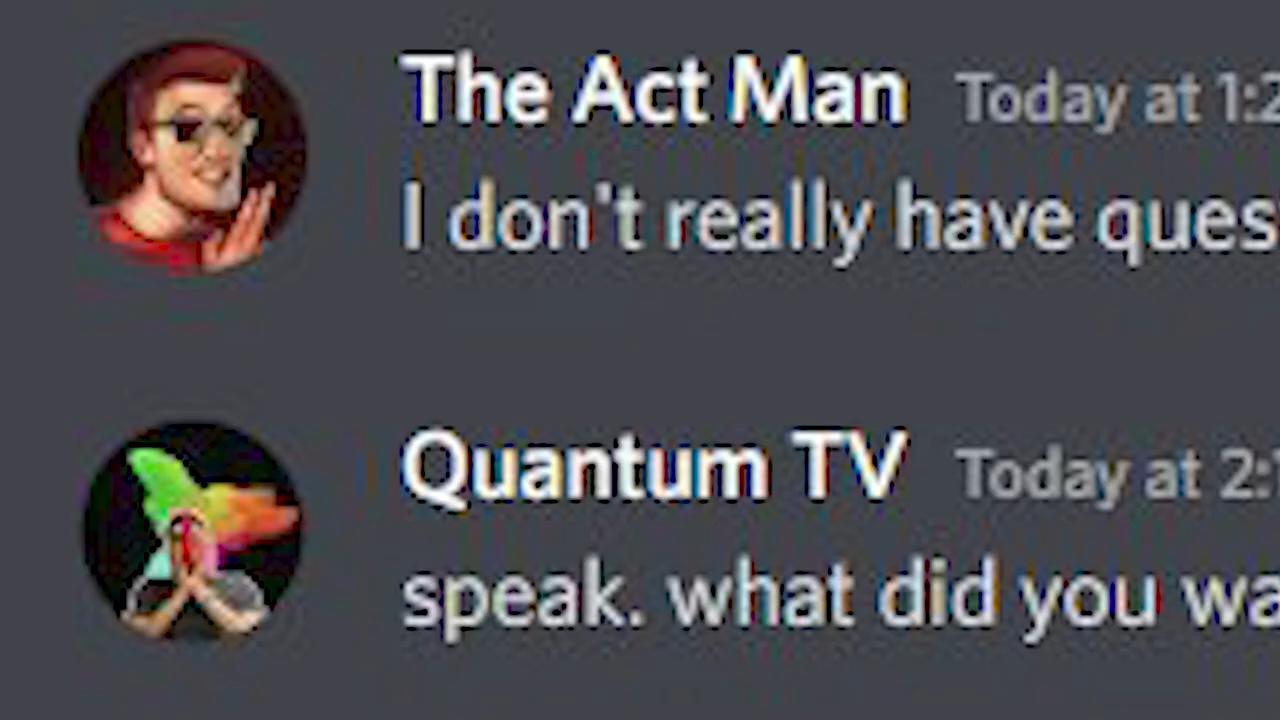 The Act Man Today at 1:2
I don't really have ques
Quantum TV Today at 2:1
speak. what did you wa